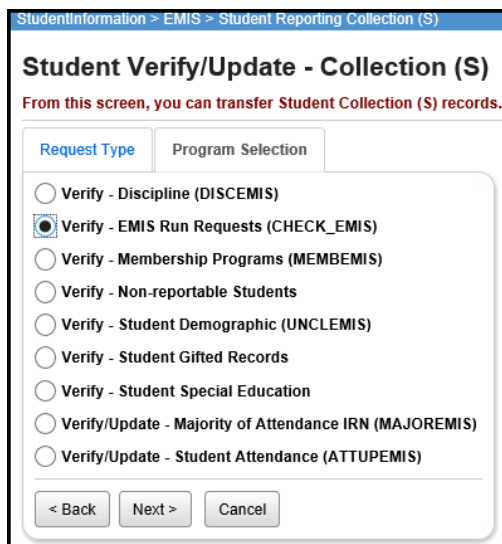 StudentInformation > EMIS > Student Reporting Collection (S)
Student Verify/Update - Collection (S)
From this screen, you can transfer Student Collection (S) records.
Request Type
Program Selection
Verify - Discipline (DISCEMIS)
Verify - EMIS Run Requests (CHECK_EMIS)
Verify - Membership Programs (MEMBEMIS)
Verify - Non-reportable Students
Verify - Student Demographic (UNCLEMIS)
Verify - Student Gifted Records
Verify - Student Special Education
Verify/Update - Majority of Attendance IRN (MAJOREMIS)
Verify/Update - Student Attendance (ATTUPEMIS)
< Back Next > Cancel